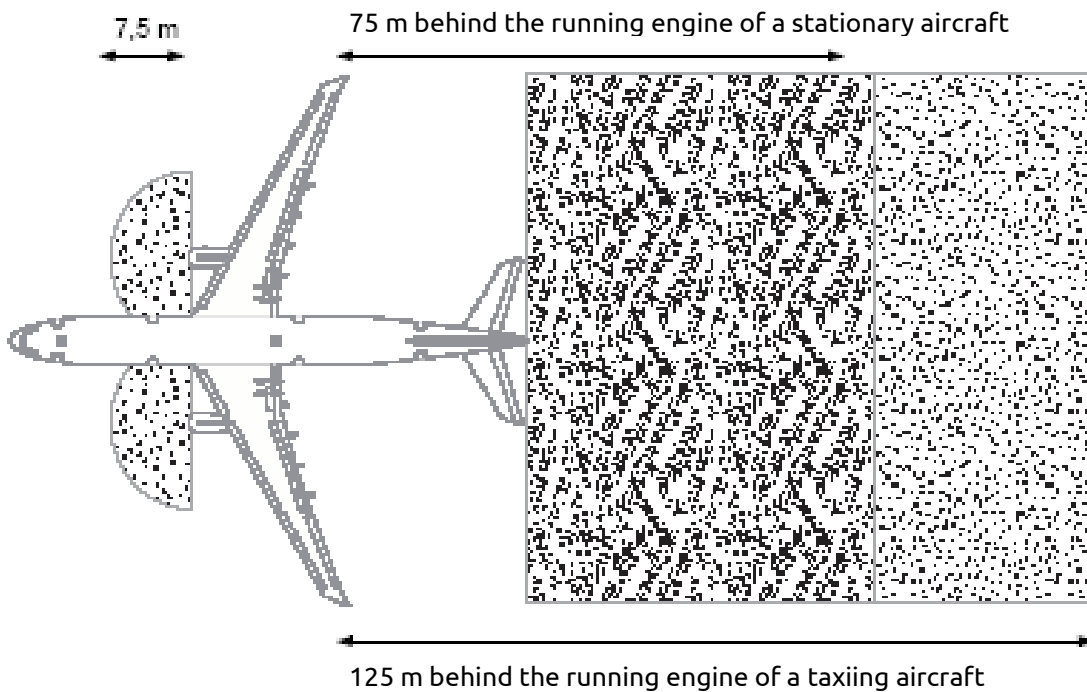 7,5 m
75 m behind the running engine of a stationary aircraft
125 m behind the running engine of a taxiing aircraft